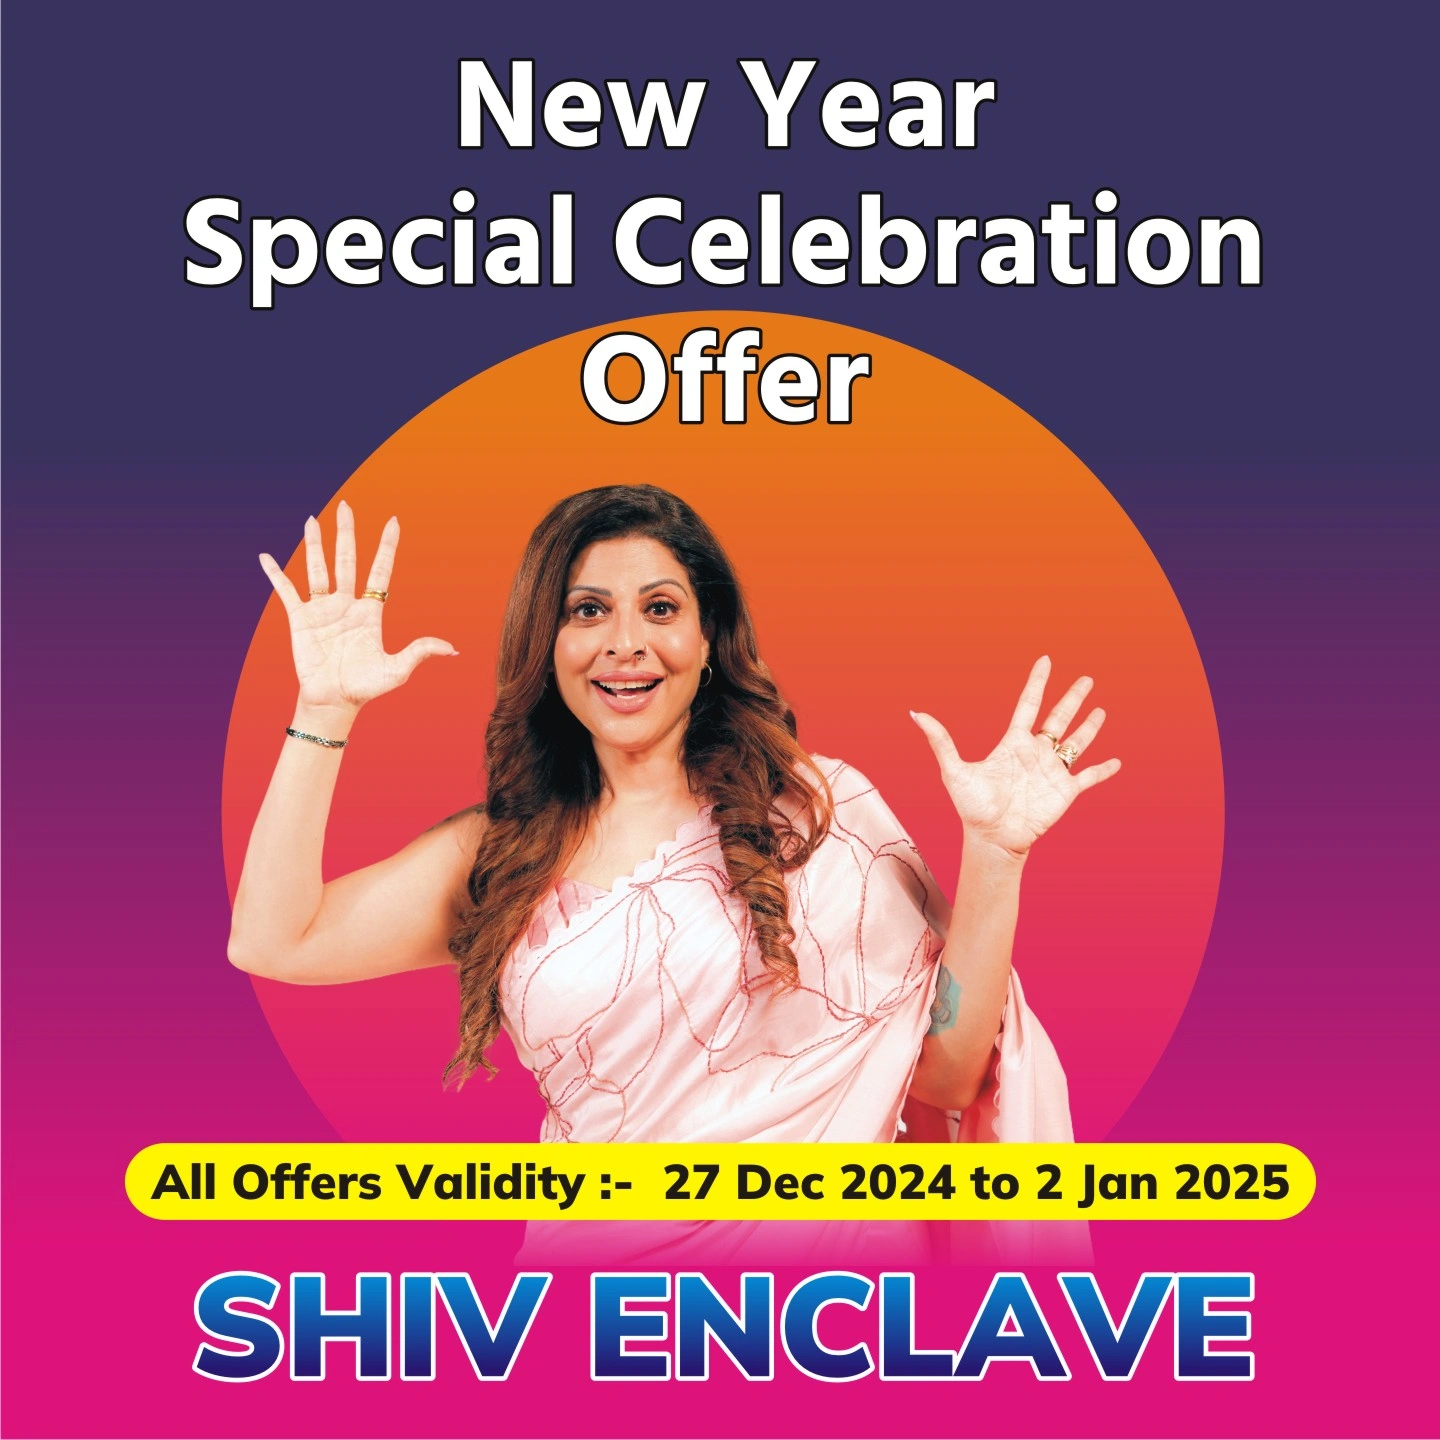 New Year
Special Celebration
Offer
All Offers Validity :-  27 Dec 2024 to 2 Jan 2025
SHIV ENCLAVE